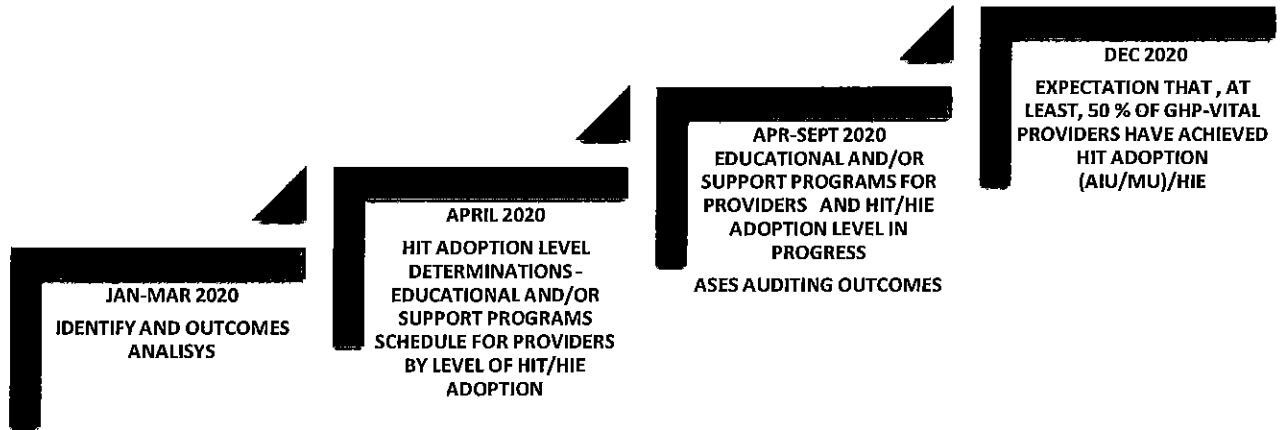 JAN-MAR 2020
IDENTIFY AND OUTCOMES
ANALISYS
APRIL 2020
HIT ADOPTION LEVEL
DETERMINATIONS -
EDUCATIONAL AND/OR
SUPPORT PROGRAMS
SCHEDULE FOR PROVIDERS
BY LEVEL OF HIT/HIE
ADOPTION
APR-SEPT 2020
EDUCATIONAL AND/OR
SUPPORT PROGRAMS FOR
PROVIDERS AND HIT/HIE
ADOPTION LEVEL IN
PROGRESS
ASES AUDITING OUTCOMES
DEC 2020
EXPECTATION THAT , AT
LEAST, 50 % OF GHP-VITAL
PROVIDERS HAVE ACHIEVED
HIT ADOPTION
(AIU/MU)/HIE